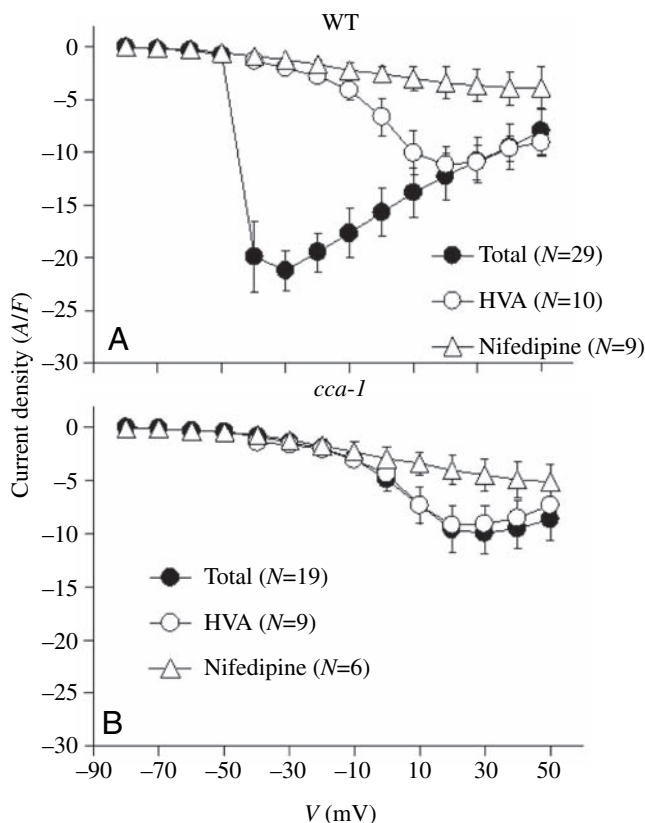 WT
0
–5
–10
–15
–20
–25
–30
A
Total (N=29)
HVA (N=10)
Nifedipine (N=9)
Current density (A/F)
cca-1
0
–5
–10
–15
–20
–25
–30
B
Total (N=19)
HVA (N=9)
Nifedipine (N=6)
–90 –70 –50 –30 –10 10 30 50
V (mV)